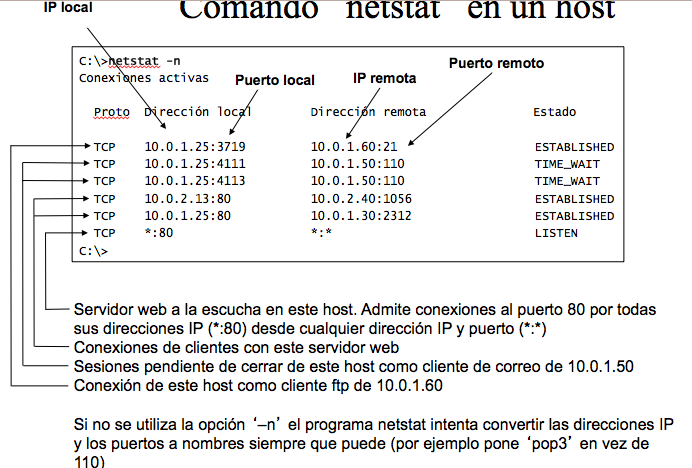 Comando "netstat" en un host
IP local
Puerto local
IP remota
Puerto remoto
C:\>netstat -n
Conexiones activas
Proto Dirección local Dirección remota Estado
TCP 10.0.1.25:3719 10.0.1.60:21 ESTABLISHED
TCP 10.0.1.25:4111 10.0.1.50:110 TIME_WAIT
TCP 10.0.1.25:4113 10.0.1.50:110 TIME_WAIT
TCP 10.0.2.13:80 10.0.2.40:1056 ESTABLISHED
TCP 10.0.1.25:80 10.0.1.30:2312 ESTABLISHED
TCP *:80 *:* LISTEN
C:\>
Servidor web a la escucha en este host. Admite conexiones al puerto 80 por todas
sus direcciones IP (*:80) desde cualquier dirección IP y puerto (*:*)
Conexiones de clientes con este servidor web
Sesiones pendiente de cerrar de este host como cliente de correo de 10.0.1.50
Conexión de este host como cliente ftp de 10.0.1.60
Si no se utiliza la opción ‘–n’ el programa netstat intenta convertir las direcciones IP
y los puertos a nombres siempre que puede (por ejemplo pone ‘pop3’ en vez de
110)